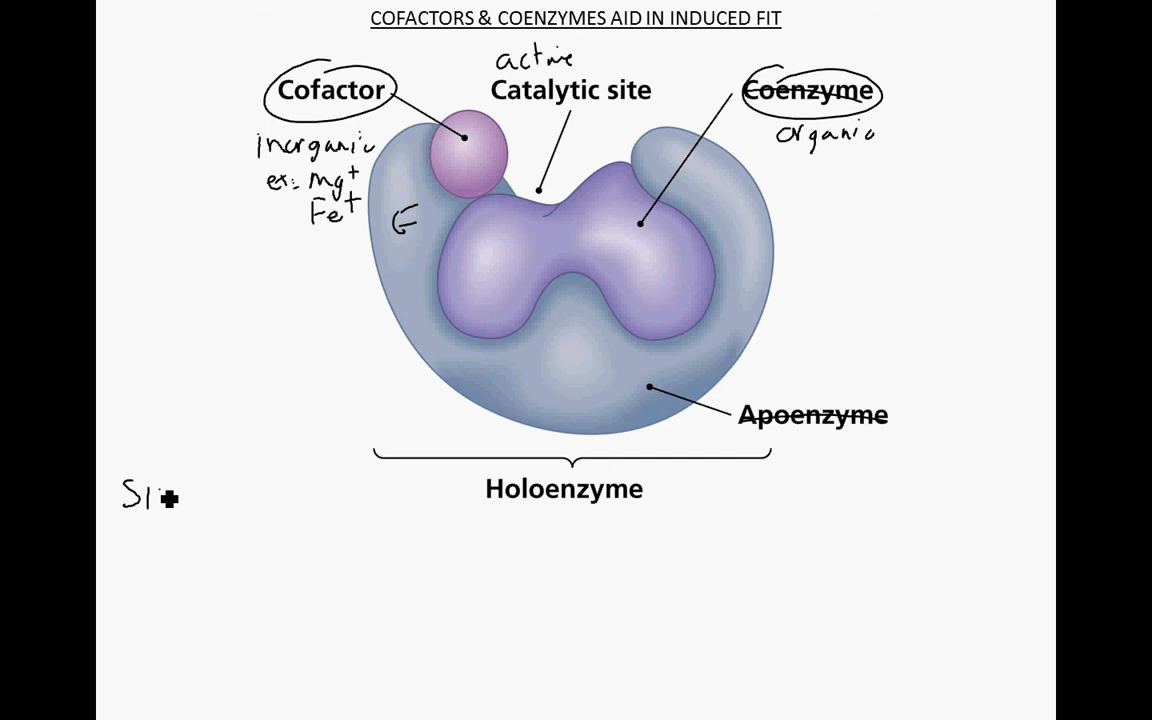 COFACTORS & COENZYMES AID IN INDUCED FIT
active
Cofactor
Catalytic site
Coenzyme
inorganic
organic
ex: Mg+
Fe+
E
Apoenzyme
Holoenzyme